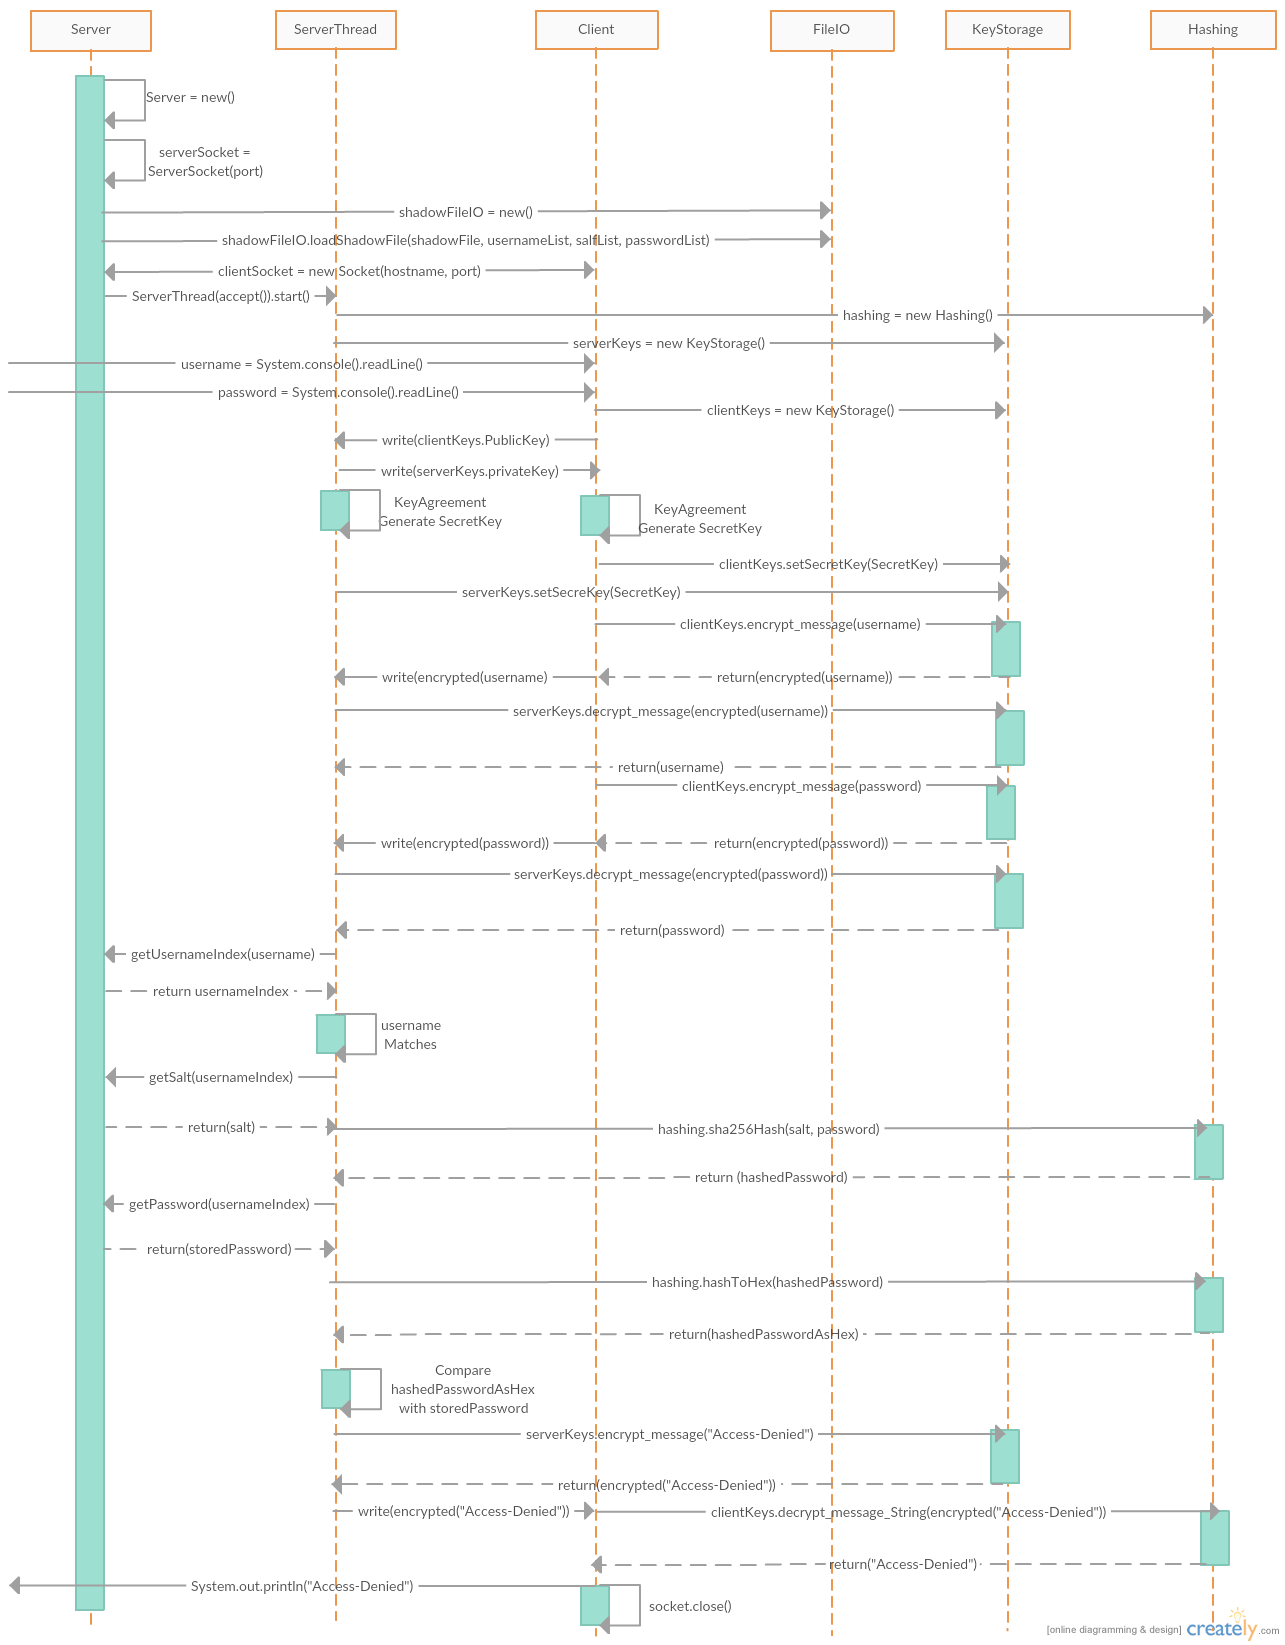 Server
ServerThread
Client
FileIO
KeyStorage
Hashing
Server = new()
serverSocket =
ServerSocket(port)
shadowFileIO = new()
shadowFileIO.loadShadowFile(shadowFile, usernameList, saltList, passwordList)
clientSocket = new Socket(hostname, port)
ServerThread(accept()).start()
hashing = new Hashing()
serverKeys = new KeyStorage()
username = System.console().readLine()
password = System.console().readLine()
clientKeys = new KeyStorage()
write(clientKeys.PublicKey)
write(serverKeys.privateKey)
KeyAgreement
Generate SecretKey
KeyAgreement
Generate SecretKey
clientKeys.setSecretKey(SecretKey)
serverKeys.setSecreKey(SecretKey)
clientKeys.encrypt_message(username)
write(encrypted(username)
return(encrypted(username))
serverKeys.decrypt_message(encrypted(username))
return(username)
clientKeys.encrypt_message(password)
write(encrypted(password))
return(encrypted(password))
serverKeys.decrypt_message(encrypted(password))
return(password)
getUsernameIndex(username)
return usernameIndex
username
Matches
getSalt(usernameIndex)
return(salt)
hashing.sha256Hash(salt, password)
return (hashedPassword)
getPassword(usernameIndex)
return(storedPassword)
hashing.hashToHex(hashedPassword)
return(hashedPasswordAsHex)
Compare
hashedPasswordAsHex
with storedPassword
serverKeys.encrypt_message("Access-Denied")
return(encrypted("Access-Denied"))
write(encrypted("Access-Denied"))
clientKeys.decrypt_message_String(encrypted("Access-Denied"))
return("Access-Denied")
System.out.println("Access-Denied")
socket.close()
[online diagramming & design] creately.com